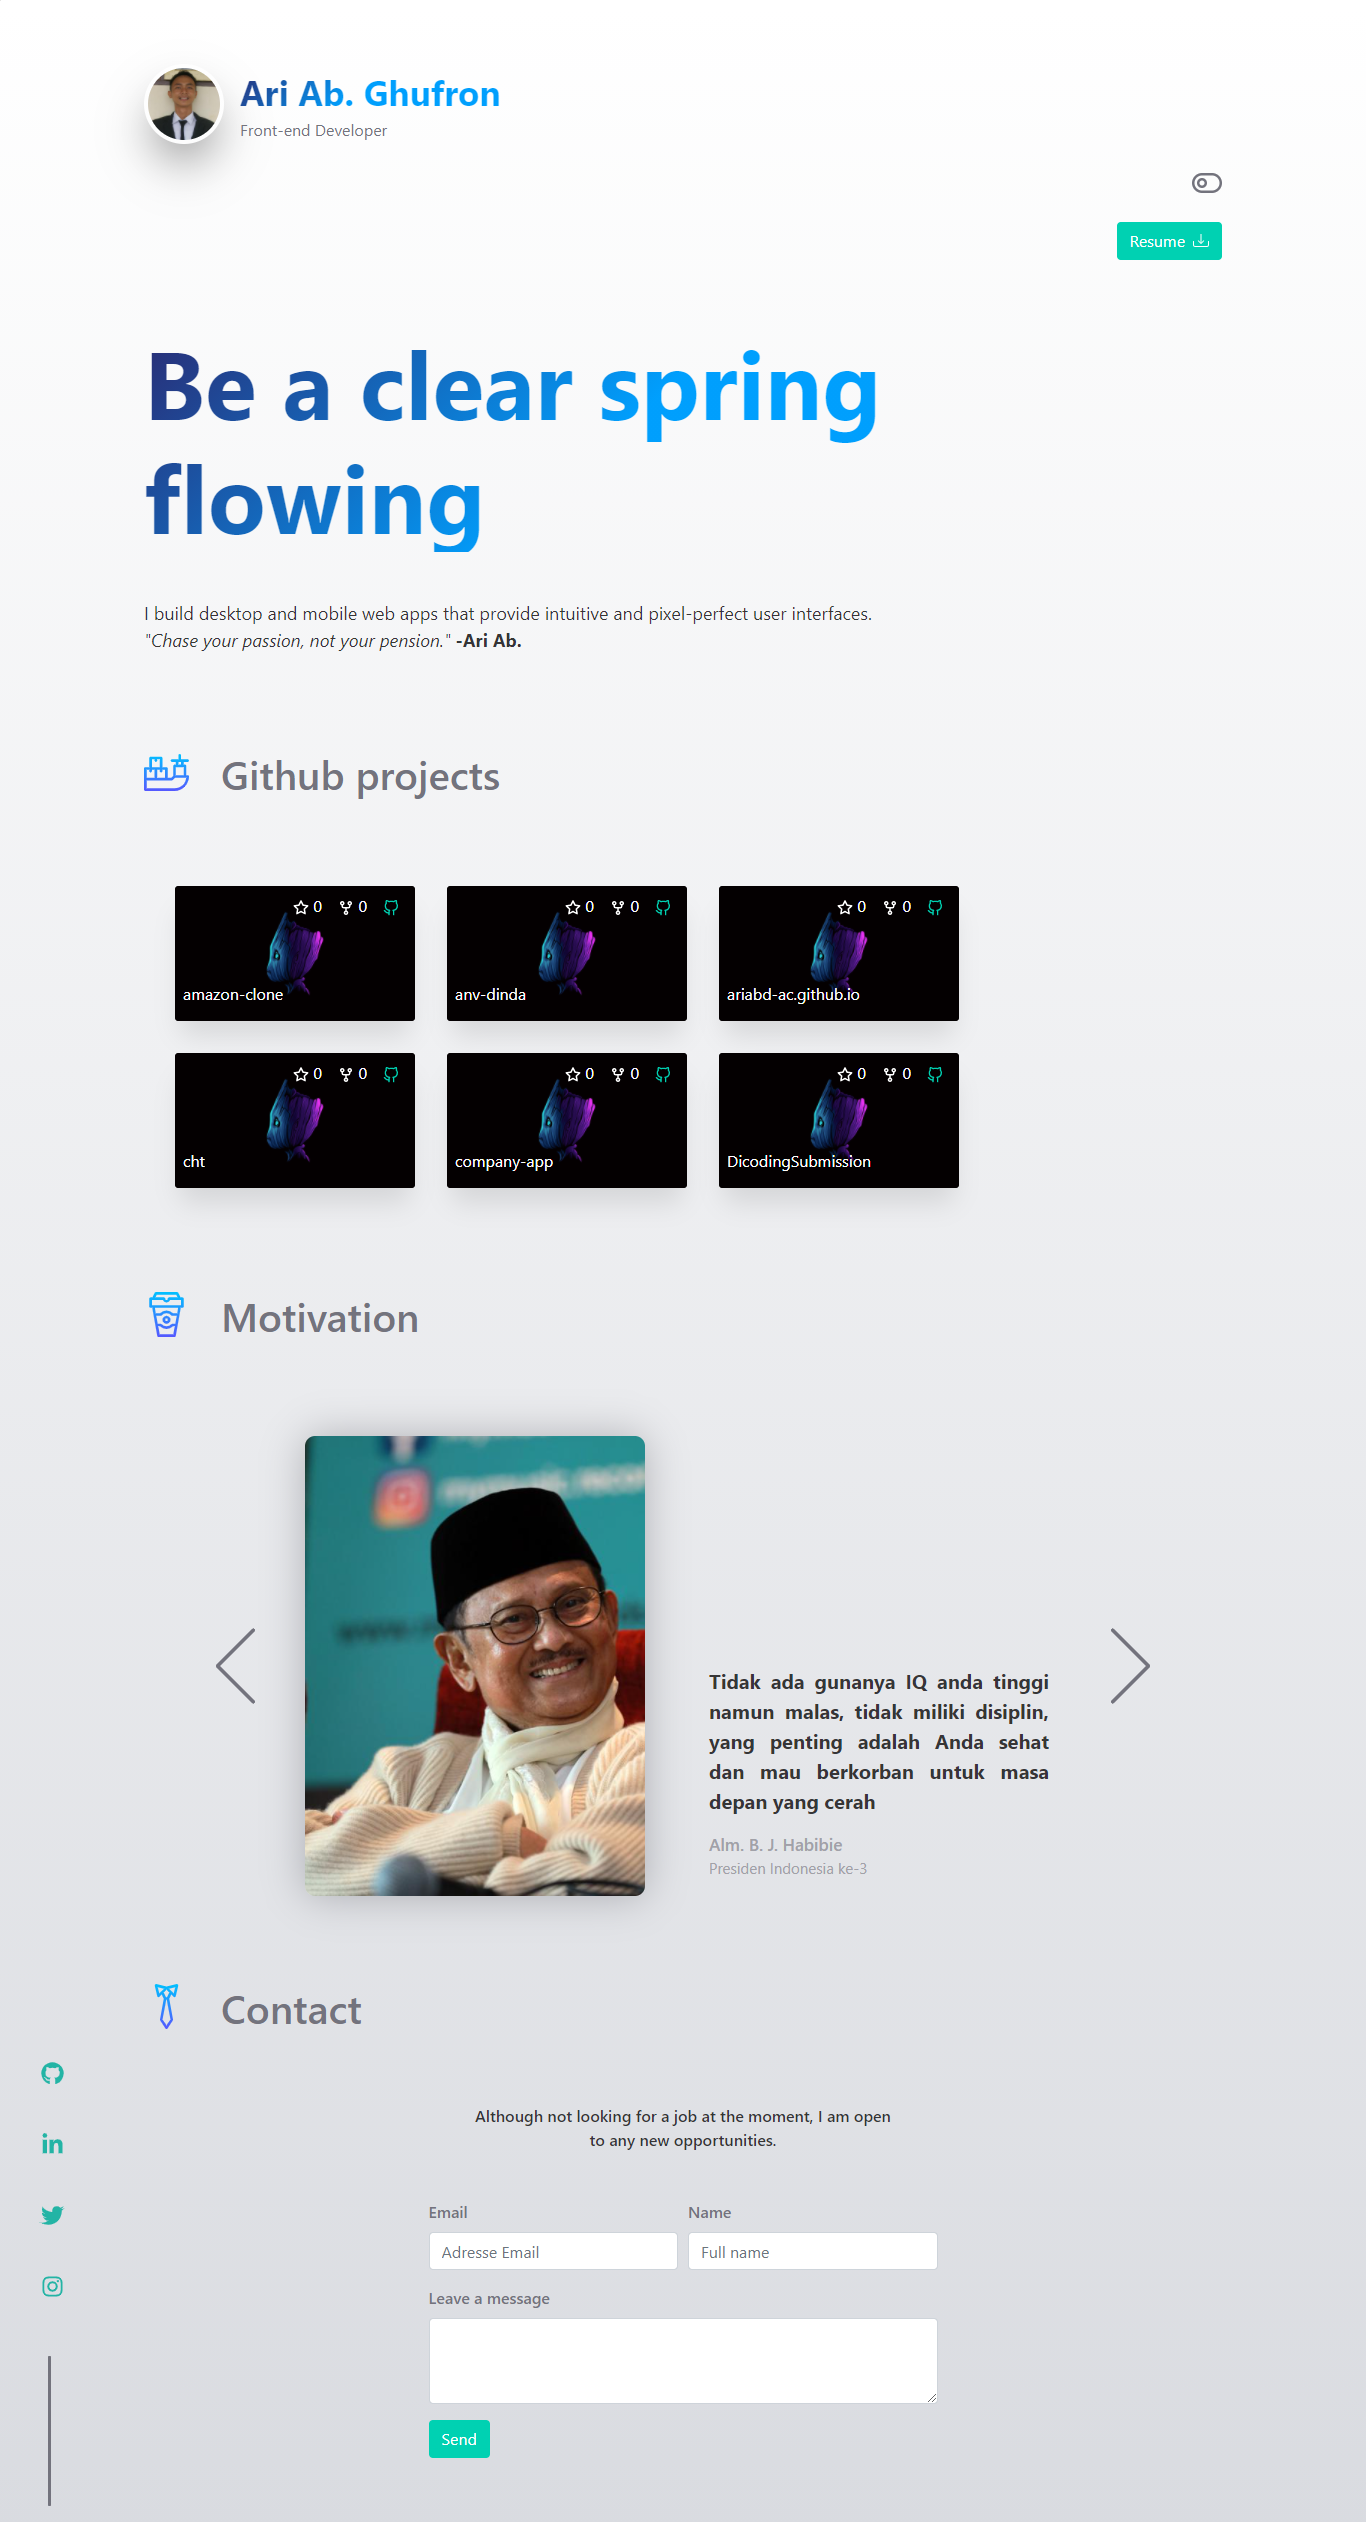 Ari Ab. Ghufron
Front-end Developer
Resume
Be a clear spring
flowing
I build desktop and mobile web apps that provide intuitive and pixel-perfect user interfaces.
"Chase your passion, not your pension." -Ari Ab.
Github projects
0 0
amazon-clone
0 0
anv-dinda
0 0
ariabd-ac.github.io
0 0
cht
0 0
company-app
0 0
DicodingSubmission
Motivation
Tidak ada gunanya IQ anda tinggi
namun malas, tidak miliki disiplin,
yang penting adalah Anda sehat
dan mau berkorban untuk masa
depan yang cerah
Alm. B. J. Habibie
Presiden Indonesia ke-3
Contact
Although not looking for a job at the moment, I am open
to any new opportunities.
Email
Name
Adresse Email
Full name
Leave a message
Send